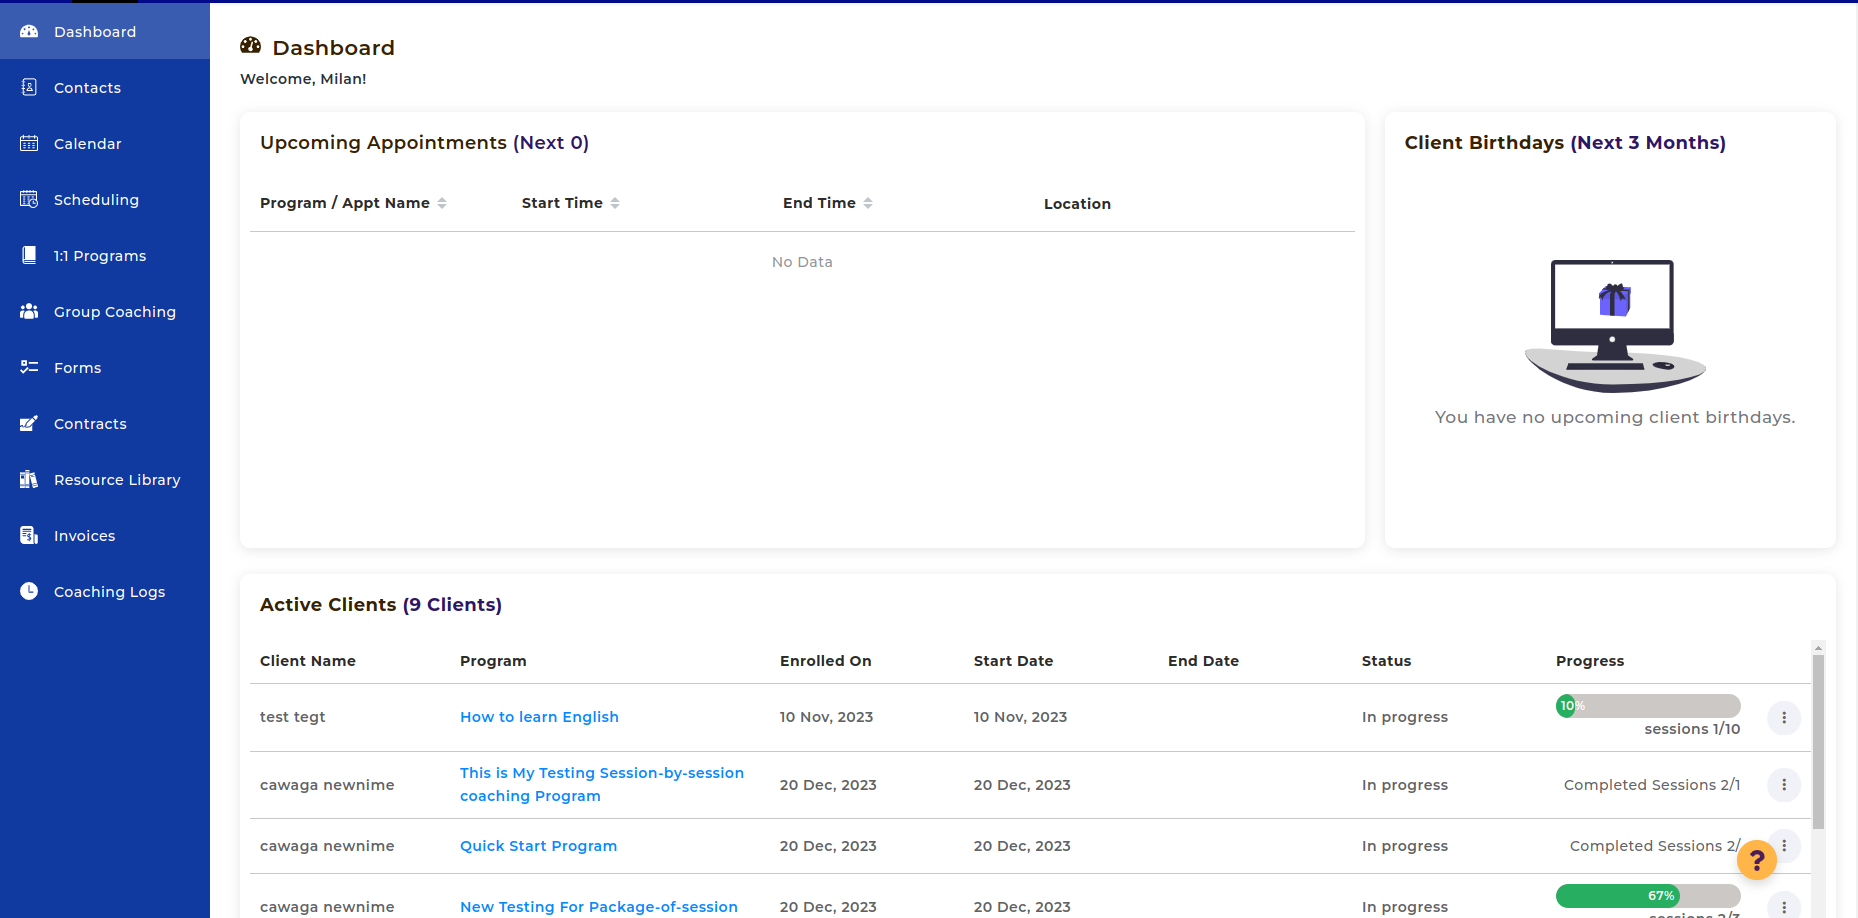 Dashboard
Contacts
Calendar
Scheduling
1:1 Programs
Group Coaching
Forms
Contracts
Resource Library
Invoices
Coaching Logs
Dashboard
Welcome, Milan!
Upcoming Appointments (Next 0)
Program / Appt Name Start Time End Time Location
No Data
Client Birthdays (Next 3 Months)
You have no upcoming client birthdays.
Active Clients (9 Clients)
Client Name Program Enrolled On Start Date End Date Status Progress
test tegt How to learn English 10 Nov, 2023 10 Nov, 2023 In progress 10%
sessions 1/10
cawaga newnime This is My Testing Session-by-session
coaching Program 20 Dec, 2023 20 Dec, 2023 In progress Completed Sessions 2/1
cawaga newnime Quick Start Program 20 Dec, 2023 20 Dec, 2023 In progress Completed Sessions 2/
?
cawaga newnime New Testing For Package-of-session 20 Dec, 2023 20 Dec, 2023 In progress 67%
sessions 2/3